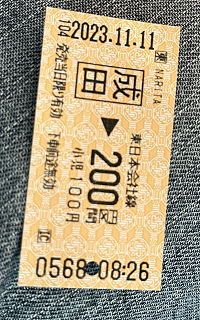 104 2023.11.11 東
NARITA
成田
▶
東日本会社線
200円区間
小児100円
発売当日限り有効
下車前途無効
IC
0568 08:26